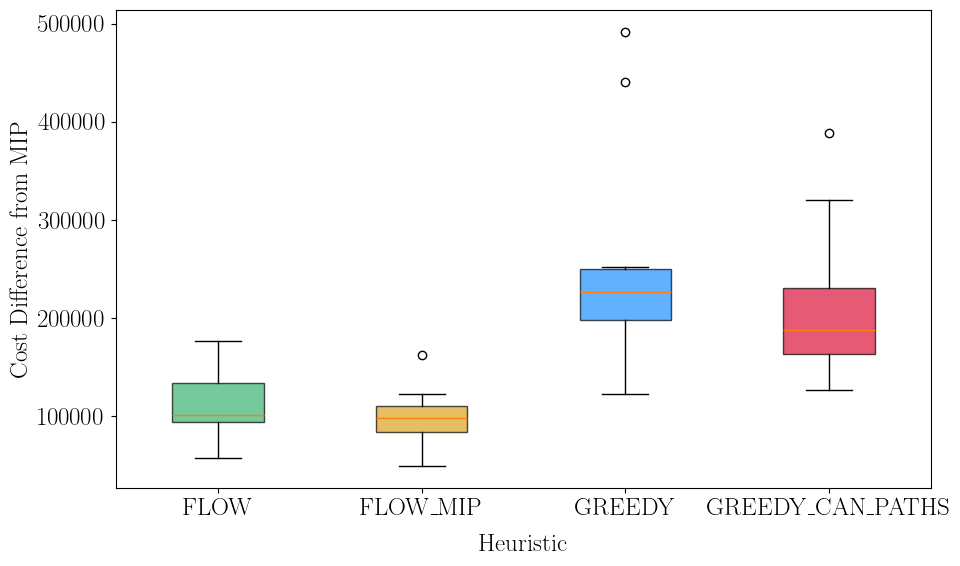 Cost Difference from MIP
500000
400000
300000
200000
100000
FLOW
FLOW_MIP
GREEDY
GREEDY_CAN_PATHS
Heuristic